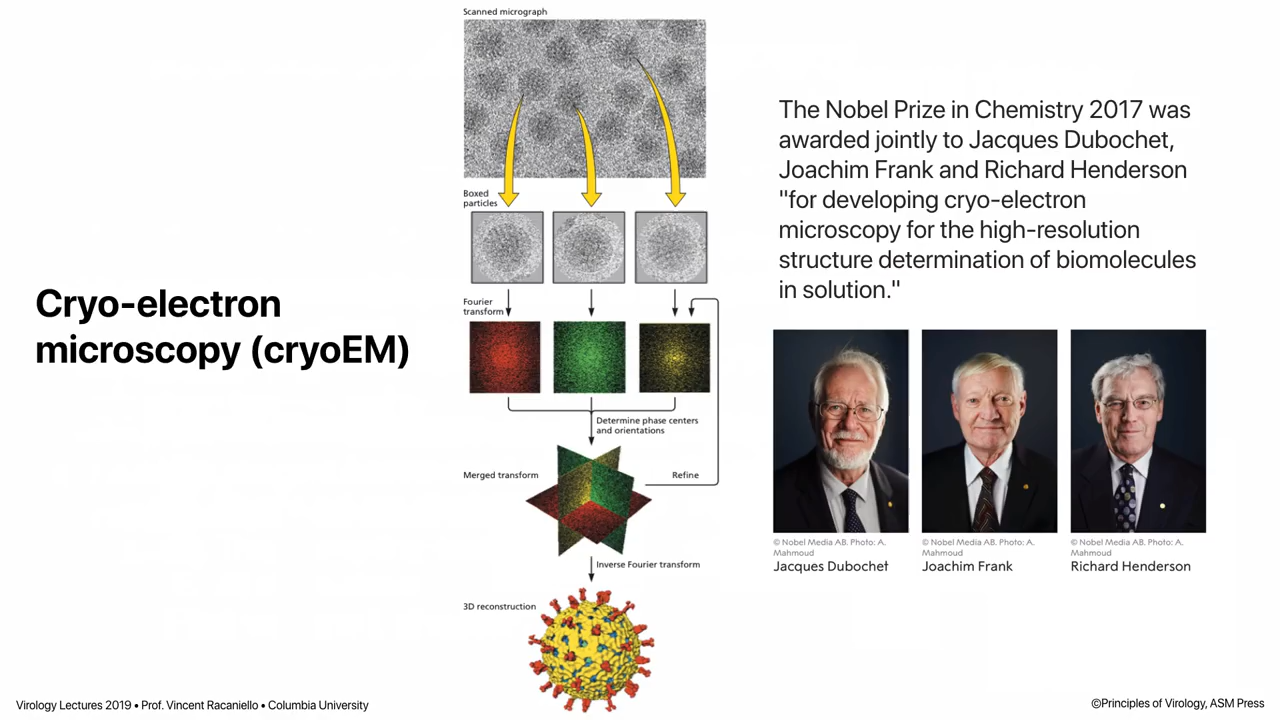 Cryo-electron
microscopy (cryoEM)
Scanned micrograph
Boxed
particles
Fourier
transform
Determine phase centers
and orientations
Merged transform
Refine
Inverse Fourier transform
3D reconstruction
The Nobel Prize in Chemistry 2017 was
awarded jointly to Jacques Dubochet,
Joachim Frank and Richard Henderson
"for developing cryo-electron
microscopy for the high-resolution
structure determination of biomolecules
in solution."
© Nobel Media AB. Photo: A.
Mahmoud
Jacques Dubochet
© Nobel Media AB. Photo: A.
Mahmoud
Joachim Frank
© Nobel Media AB. Photo: A.
Mahmoud
Richard Henderson
Virology Lectures 2019 • Prof. Vincent Racaniello • Columbia University
©Principles of Virology, ASM Press